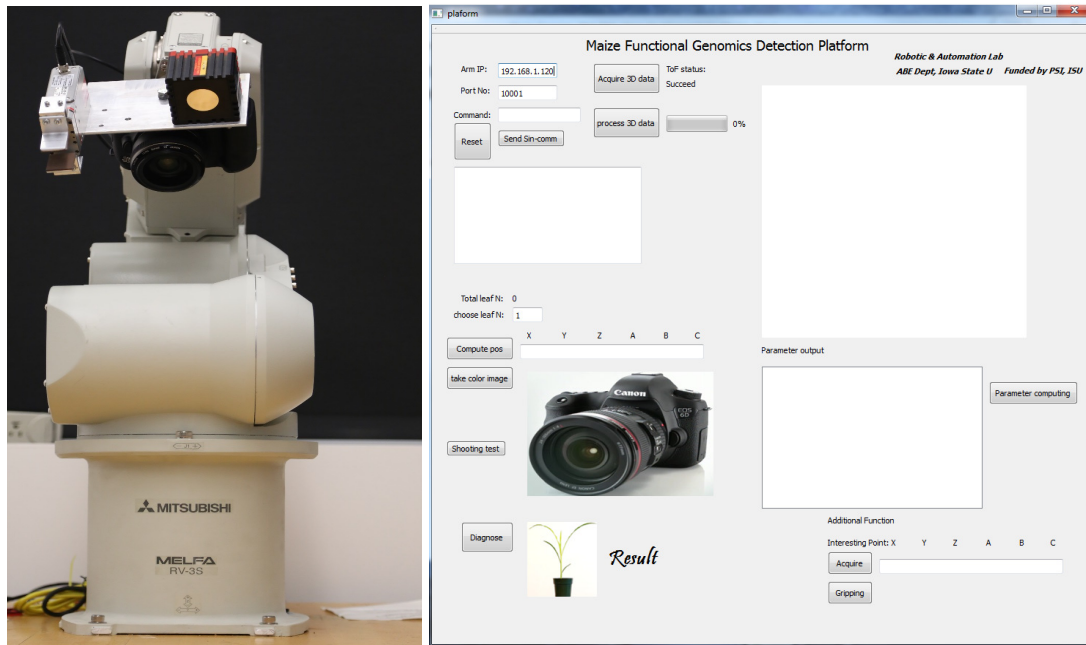 MITSUBISHI
MELFA
RV-3S
plaform
Maize Functional Genomics Detection Platform
Robotic & Automation Lab
ABE Dept, Iowa State U Funded by PSI, ISU
Arm IP: 192.168.1.120
Acquire 3D data
ToF status:
Succeed
Port No: 10001
Command:
process 3D data
0%
Reset
Send Sin-comm
Total leaf N: 0
choose leaf N: 1
X Y Z A B C
Compute pos
Parameter output
take color image
Canon
EOS
6D
Parameter computing
Shooting test
Additional Function
Diagnose
Result
Interesting Point: X Y Z A B C
Acquire
Gripping